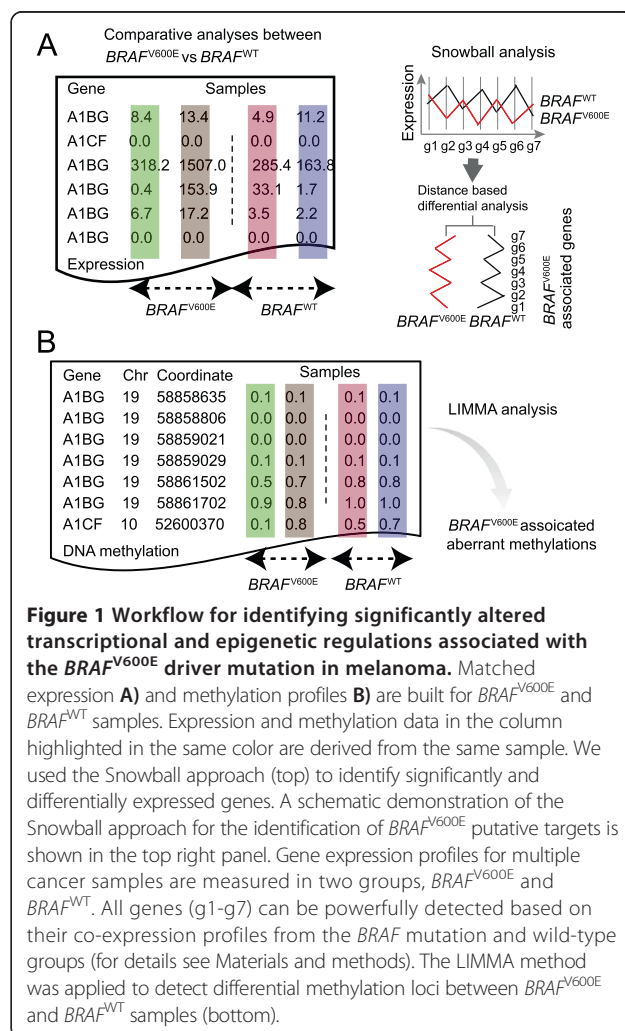 A
Comparative analyses between
BRAFV600E vs BRAFWT
Gene Samples
A1BG 8.4 13.4 4.9 11.2
A1CF 0.0 0.0 0.0 0.0
A1BG 318.2 1507.0 285.4 163.8
A1BG 0.4 153.9 33.1 1.7
A1BG 6.7 17.2 3.5 2.2
A1BG 0.0 0.0 0.0 0.0
Expression
BRAFV600E BRAFWT
Snowball analysis
Expression
BRAFWT
BRAFV600E
g1 g2 g3 g4 g5 g6 g7
Distance based
differential analysis
g7
g6
g5
g4
g3
g2
g1
BRAFV600E BRAFWT
BRAFV600E
associated genes
B
Samples
Gene Chr Coordinate
A1BG 19 58858635 0.1 0.1 0.1 0.1
A1BG 19 58858806 0.0 0.0 0.0 0.0
A1BG 19 58859021 0.0 0.0 0.0 0.0
A1BG 19 58859029 0.1 0.1 0.1 0.1
A1BG 19 58861502 0.5 0.7 0.8 0.8
A1BG 19 58861702 0.9 0.8 1.0 1.0
A1CF 10 52600370 0.1 0.8 0.5 0.7
DNA methylation
BRAFV600E BRAFWT
LIMMA analysis
BRAFV600E assoicated
aberrant methylations
Figure 1 Workflow for identifying significantly altered
transcriptional and epigenetic regulations associated with
the BRAFV600E driver mutation in melanoma. Matched
expression A) and methylation profiles B) are built for BRAFV600E and
BRAFWT samples. Expression and methylation data in the column
highlighted in the same color are derived from the same sample. We
used the Snowball approach (top) to identify significantly and
differentially expressed genes. A schematic demonstration of the
Snowball approach for the identification of BRAFV600E putative targets is
shown in the top right panel. Gene expression profiles for multiple
cancer samples are measured in two groups, BRAFV600E and
BRAFWT. All genes (g1-g7) can be powerfully detected based on
their co-expression profiles from the BRAF mutation and wild-type
groups (for details see Materials and methods). The LIMMA method
was applied to detect differential methylation loci between BRAFV600E
and BRAFWT samples (bottom).